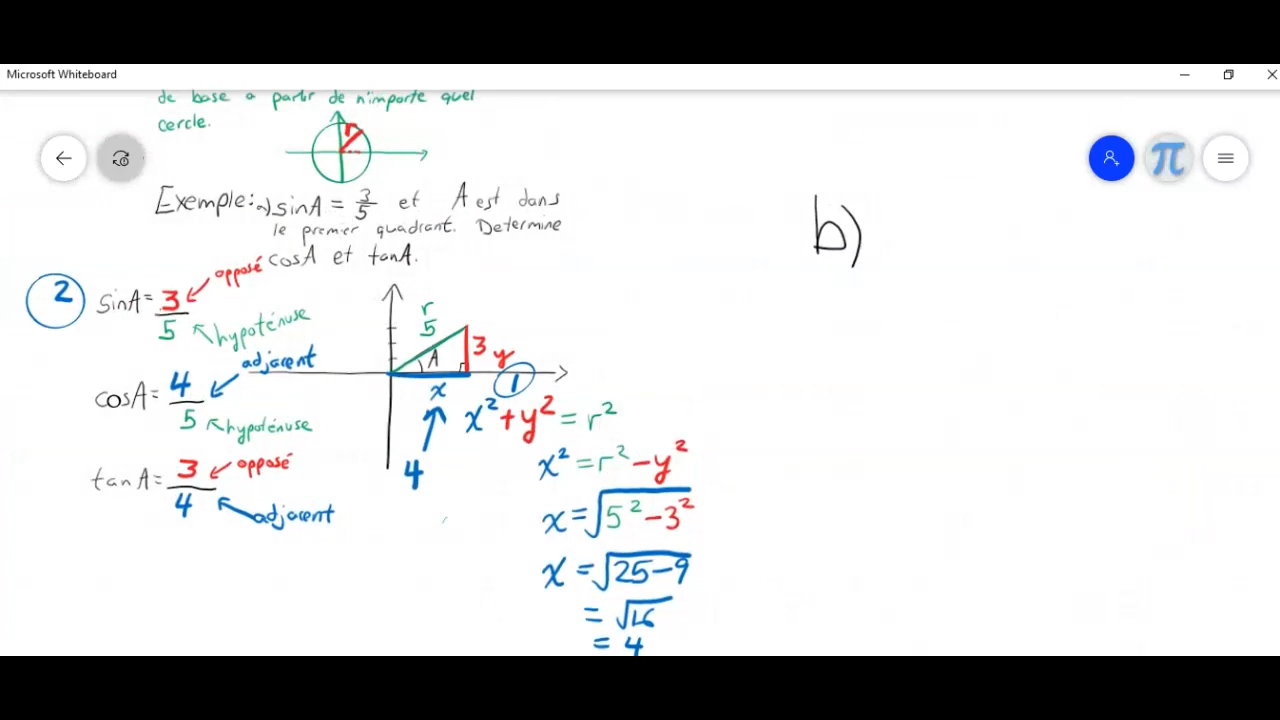 Microsoft Whiteboard
de base a partir de n'importe quel
cercle.
r
Exemple: a) sinA = 3/5 et A est dans
le premier quadrant. Determine
cosA et tanA.
2
sinA = 3/5
opposé
hypoténuse
cosA = 4/5
adjacent
hypoténuse
tanA = 3/4
opposé
adjacent
r
5
A
3 y
x
4
1
x² + y² = r²
x² = r² - y²
x = √5² - 3²
x = √25 - 9
= √16
= 4
b)
π